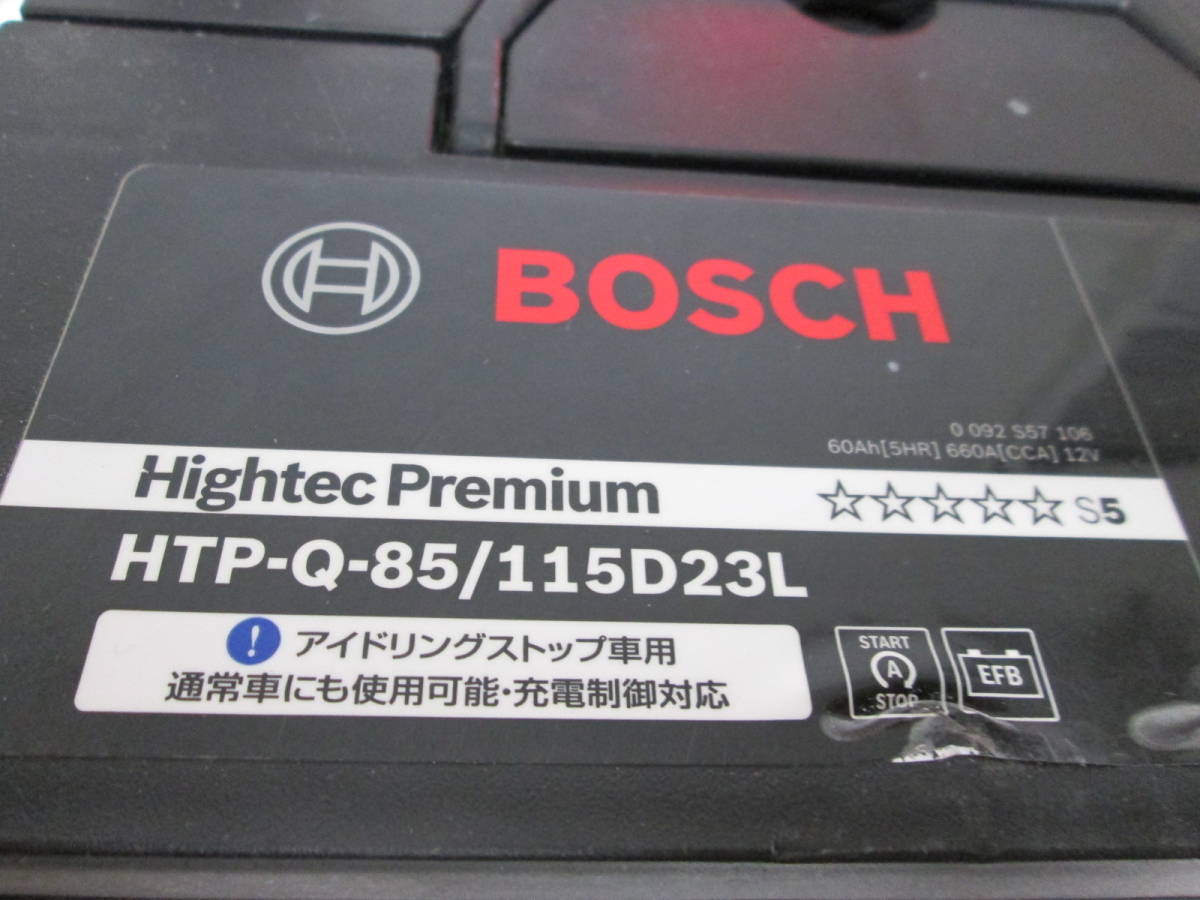 BOSCH
0 092 S57 106
60Ah[5HR] 660A[CCA] 12V
Hightec Premium
☆☆☆☆☆ S5
HTP-Q-85/115D23L
! アイドリングストップ車用
通常車にも使用可能・充電制御対応
START
A
STOP
EFB